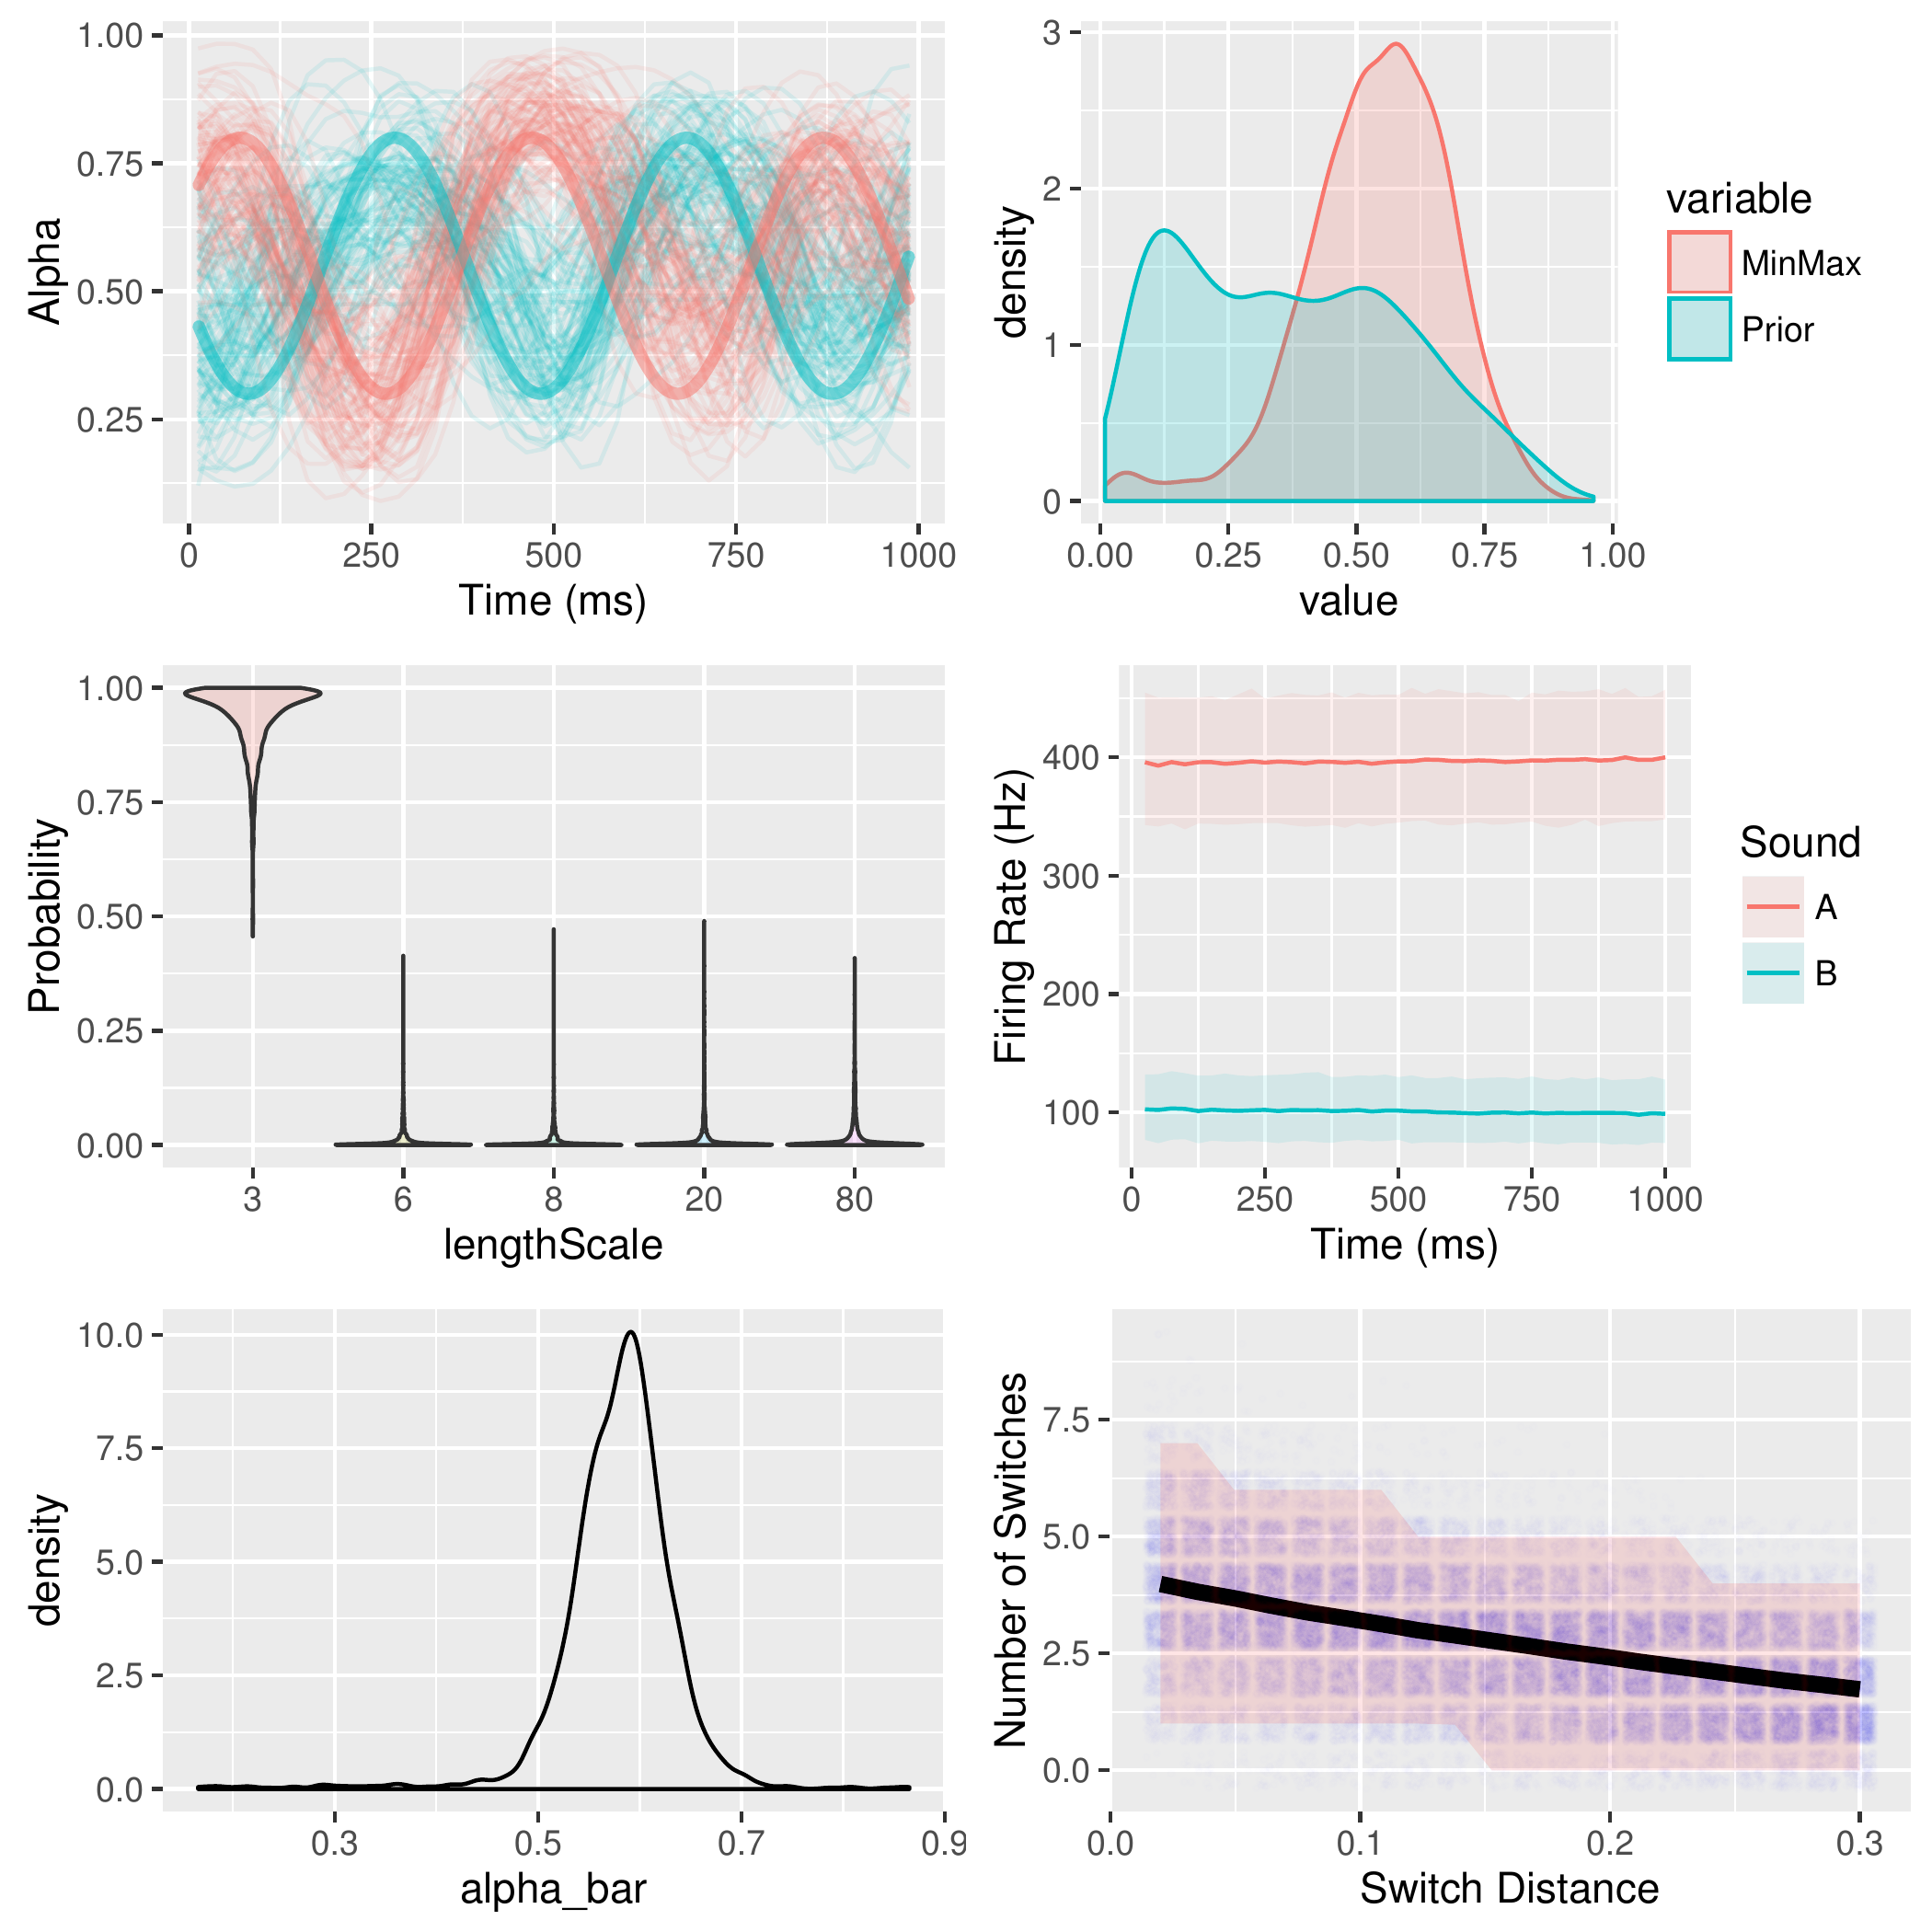 1.00
0.75
0.50
0.25
Alpha
0 250 500 750 1000
Time (ms)
3
2
1
0
density
0.00 0.25 0.50 0.75 1.00
value
variable
MinMax
Prior
1.00
0.75
0.50
0.25
0.00
Probability
3 6 8 20 80
lengthScale
400
300
200
100
Firing Rate (Hz)
0 250 500 750 1000
Time (ms)
Sound
A
B
10.0
7.5
5.0
2.5
0.0
density
0.3 0.5 0.7 0.9
alpha_bar
7.5
5.0
2.5
0.0
Number of Switches
0.0 0.1 0.2 0.3
Switch Distance